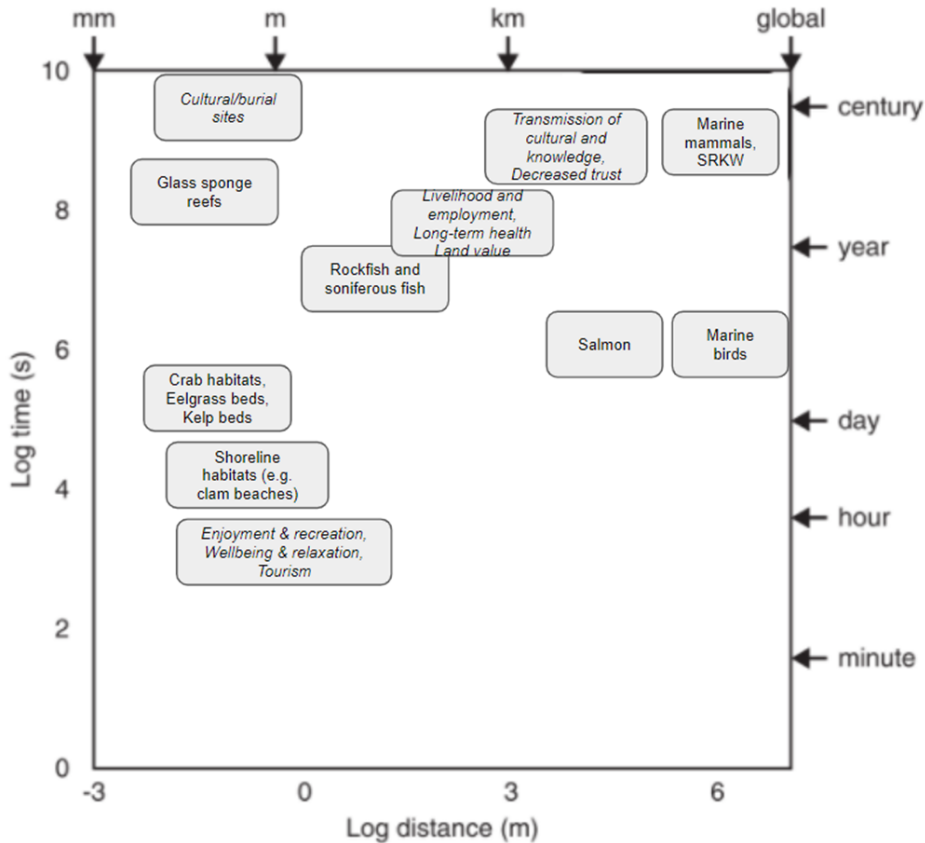 mm
m
km
global
10
Cultural/burial
sites
century
Transmission of
cultural and
knowledge,
Decreased trust
Marine
mammals,
SRKW
Glass sponge
reefs
8
Livelihood and
employment,
Long-term health
Land value
year
Rockfish and
soniferous fish
6
Salmon
Marine
birds
Crab habitats,
Eelgrass beds,
Kelp beds
day
Shoreline
habitats (e.g.
clam beaches)
4
hour
Enjoyment & recreation,
Wellbeing & relaxation,
Tourism
2
minute
0
Log time (s)
-3
0
3
6
Log distance (m)